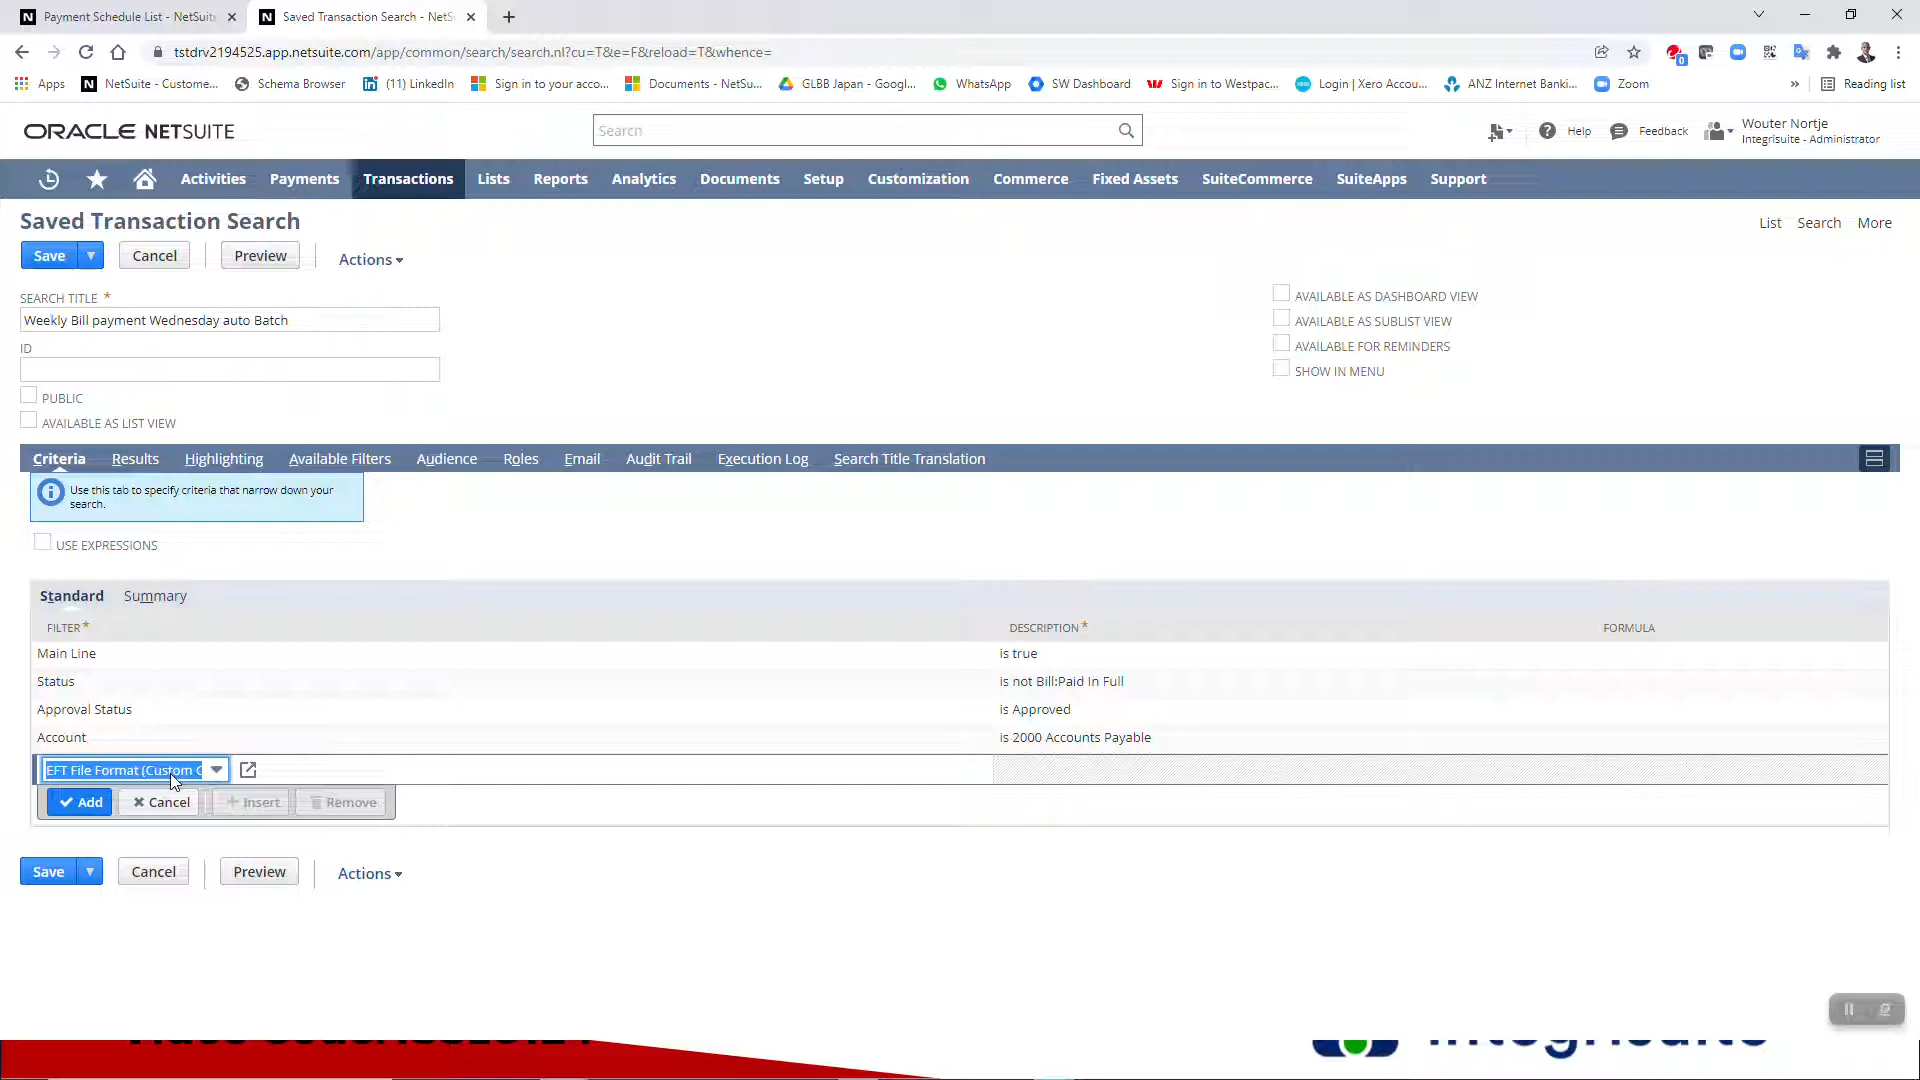 Payment Schedule List - NetSuite
Saved Transaction Search - NetS
tstdrv2194525.app.netsuite.com/app/common/search/search.nl?cu=T&e=F&reload=T&whence=
Apps
NetSuite - Custome...
Schema Browser
(11) LinkedIn
Sign in to your acco...
Documents - NetSu...
GLBB Japan - Googl...
WhatsApp
SW Dashboard
Sign in to Westpac...
Login | Xero Accou...
ANZ Internet Banki...
Zoom
»
Reading list
ORACLE NETSUITE
Search
Help
Feedback
Wouter Nortje
Integrisuite - Administrator
Activities
Payments
Transactions
Lists
Reports
Analytics
Documents
Setup
Customization
Commerce
Fixed Assets
SuiteCommerce
SuiteApps
Support
Saved Transaction Search
List
Search
More
Save
Cancel
Preview
Actions
SEARCH TITLE *
Weekly Bill payment Wednesday auto Batch
ID
PUBLIC
AVAILABLE AS LIST VIEW
AVAILABLE AS DASHBOARD VIEW
AVAILABLE AS SUBLIST VIEW
AVAILABLE FOR REMINDERS
SHOW IN MENU
Criteria
Results
Highlighting
Available Filters
Audience
Roles
Email
Audit Trail
Execution Log
Search Title Translation
Use this tab to specify criteria that narrow down your
search.
USE EXPRESSIONS
Standard
Summary
FILTER *
DESCRIPTION *
FORMULA
Main Line
is true
Status
is not Bill:Paid In Full
Approval Status
is Approved
Account
is 2000 Accounts Payable
EFT File Format (Custom
Add
Cancel
Insert
Remove
Save
Cancel
Preview
Actions